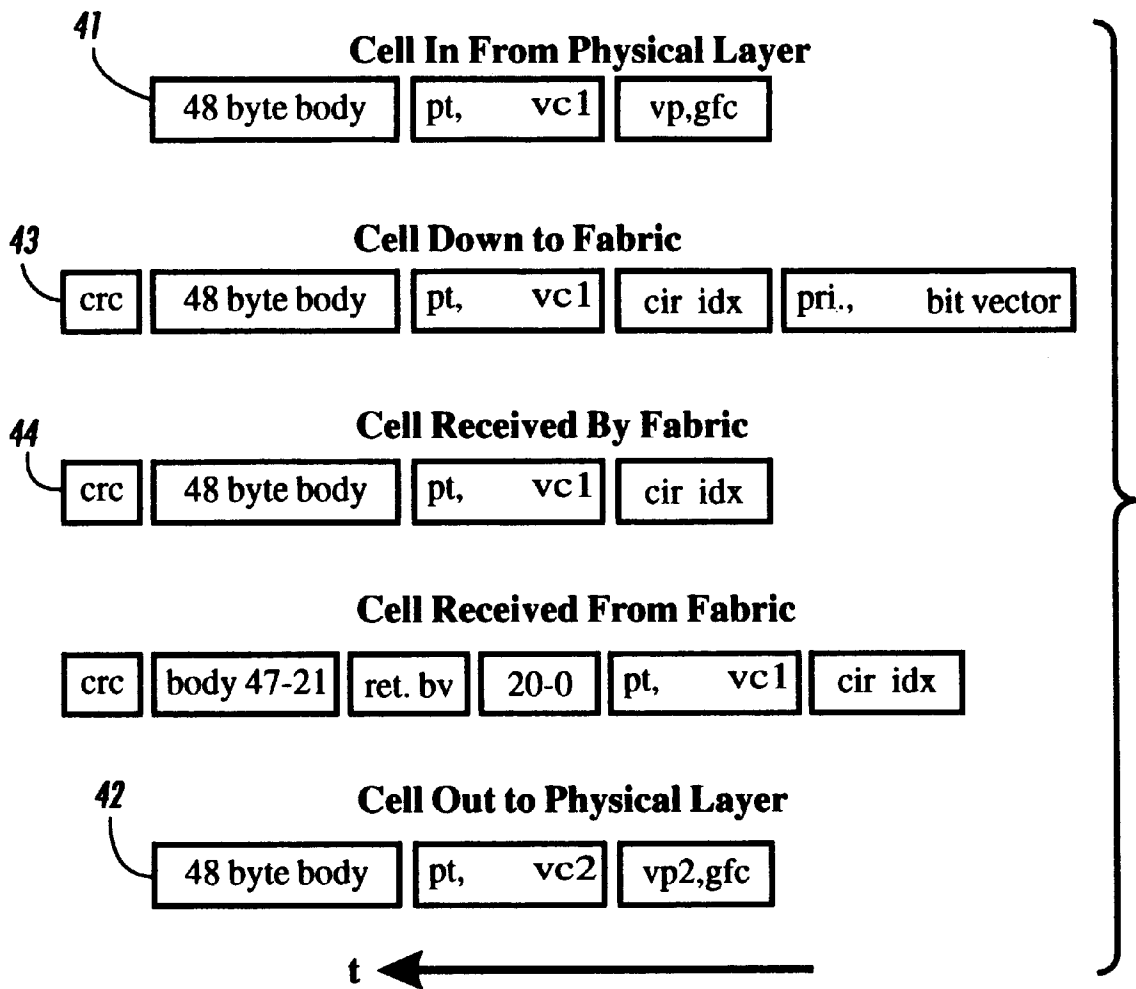 41
Cell In From Physical Layer
48 byte body pt, vc1 vp,gfc
43
Cell Down to Fabric
crc 48 byte body pt, vc1 cir idx pri., bit vector
44
Cell Received By Fabric
crc 48 byte body pt, vc1 cir idx
Cell Received From Fabric
crc body 47-21 ret. bv 20-0 pt, vc1 cir idx
42
Cell Out to Physical Layer
48 byte body pt, vc2 vp2,gfc
t